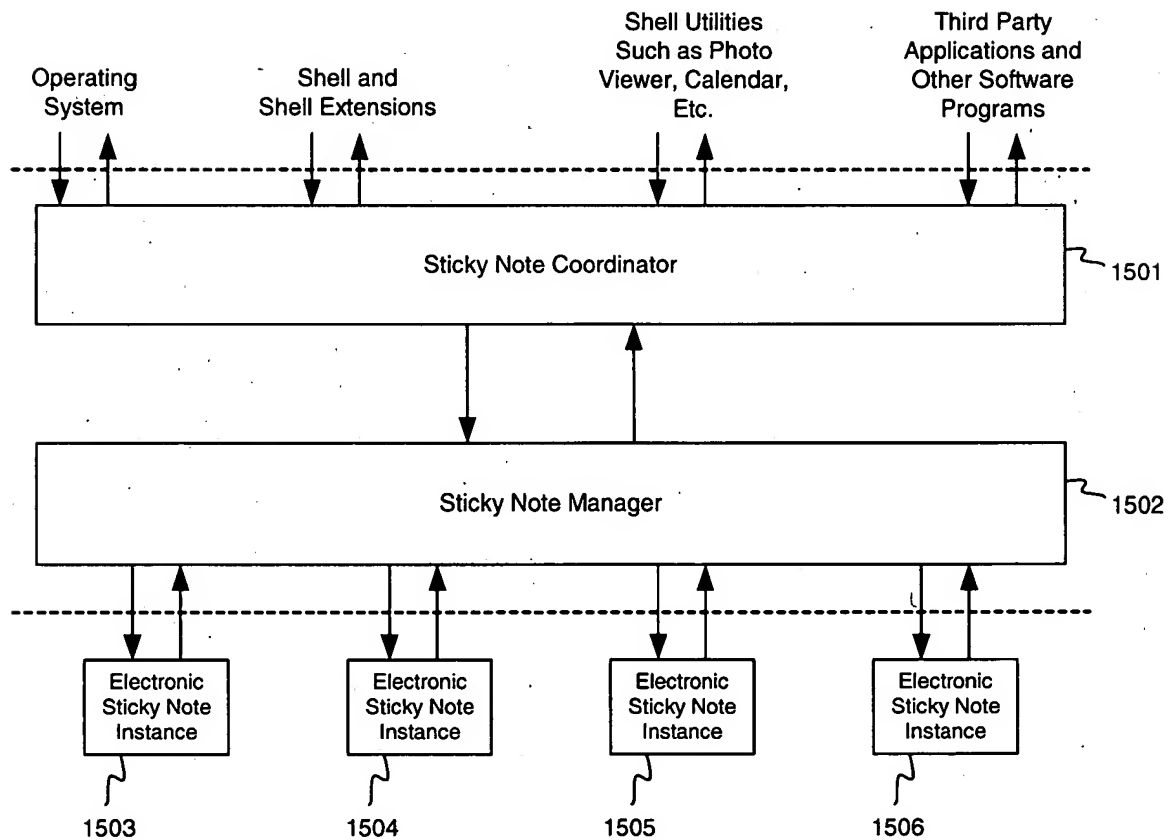 Operating
System
Shell and
Shell Extensions
Shell Utilities
Such as Photo
Viewer, Calendar,
Etc.
Third Party
Applications and
Other Software
Programs
Sticky Note Coordinator
1501
Sticky Note Manager
1502
Electronic
Sticky Note
Instance
Electronic
Sticky Note
Instance
Electronic
Sticky Note
Instance
Electronic
Sticky Note
Instance
1503
1504
1505
1506